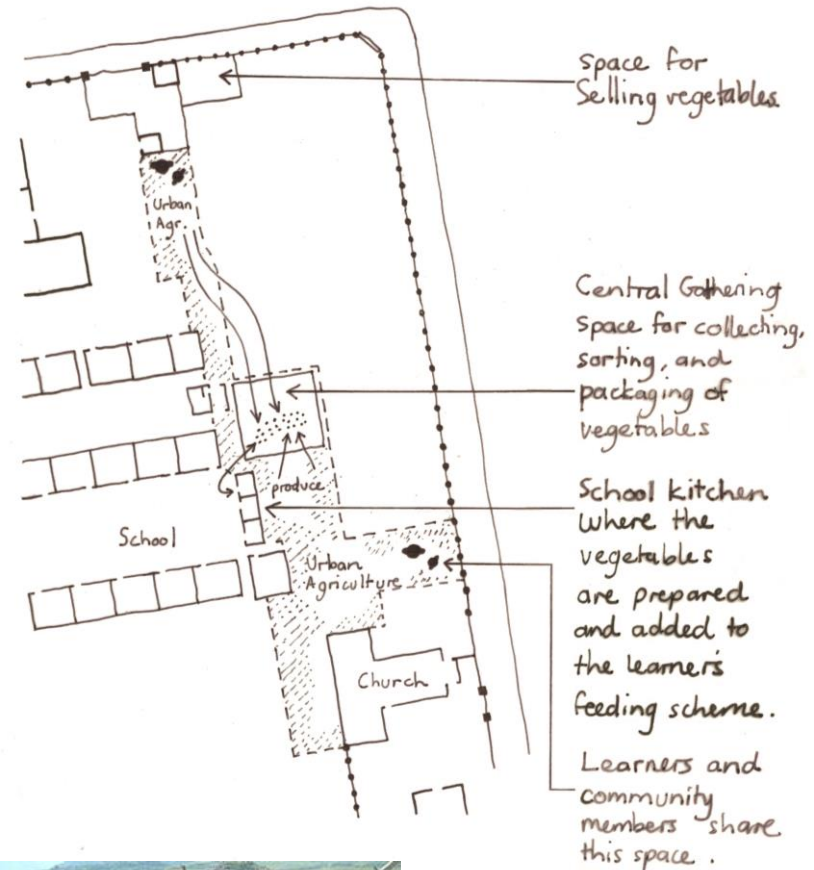 space for
Selling vegetables
Urban
Agr.
Central Gathering
space for collecting,
sorting, and
packaging of
vegetables
produce
School kitchen
where the
vegetables
are prepared
and added to
the learner's
feeding scheme.
School
Urban
Agriculture
Church
Learners and
community
members share
this space.